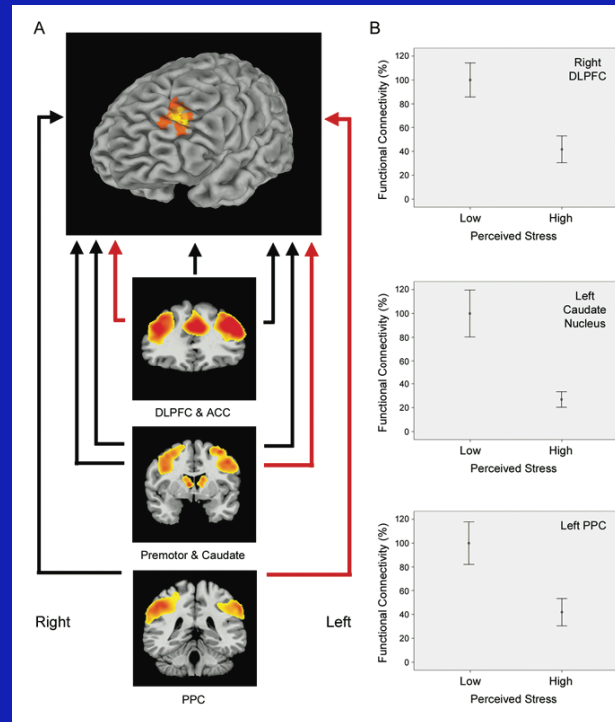 A
DLPFC & ACC
Premotor & Caudate
Right
Left
PPC
B
Functional Connectivity (%)
120
100
80
60
40
20
0
Right
DLPFC
Low
High
Perceived Stress
Functional Connectivity (%)
120
100
80
60
40
20
0
Left
Caudate
Nucleus
Low
High
Perceived Stress
Functional Connectivity (%)
120
100
80
60
40
20
0
Left PPC
Low
High
Perceived Stress